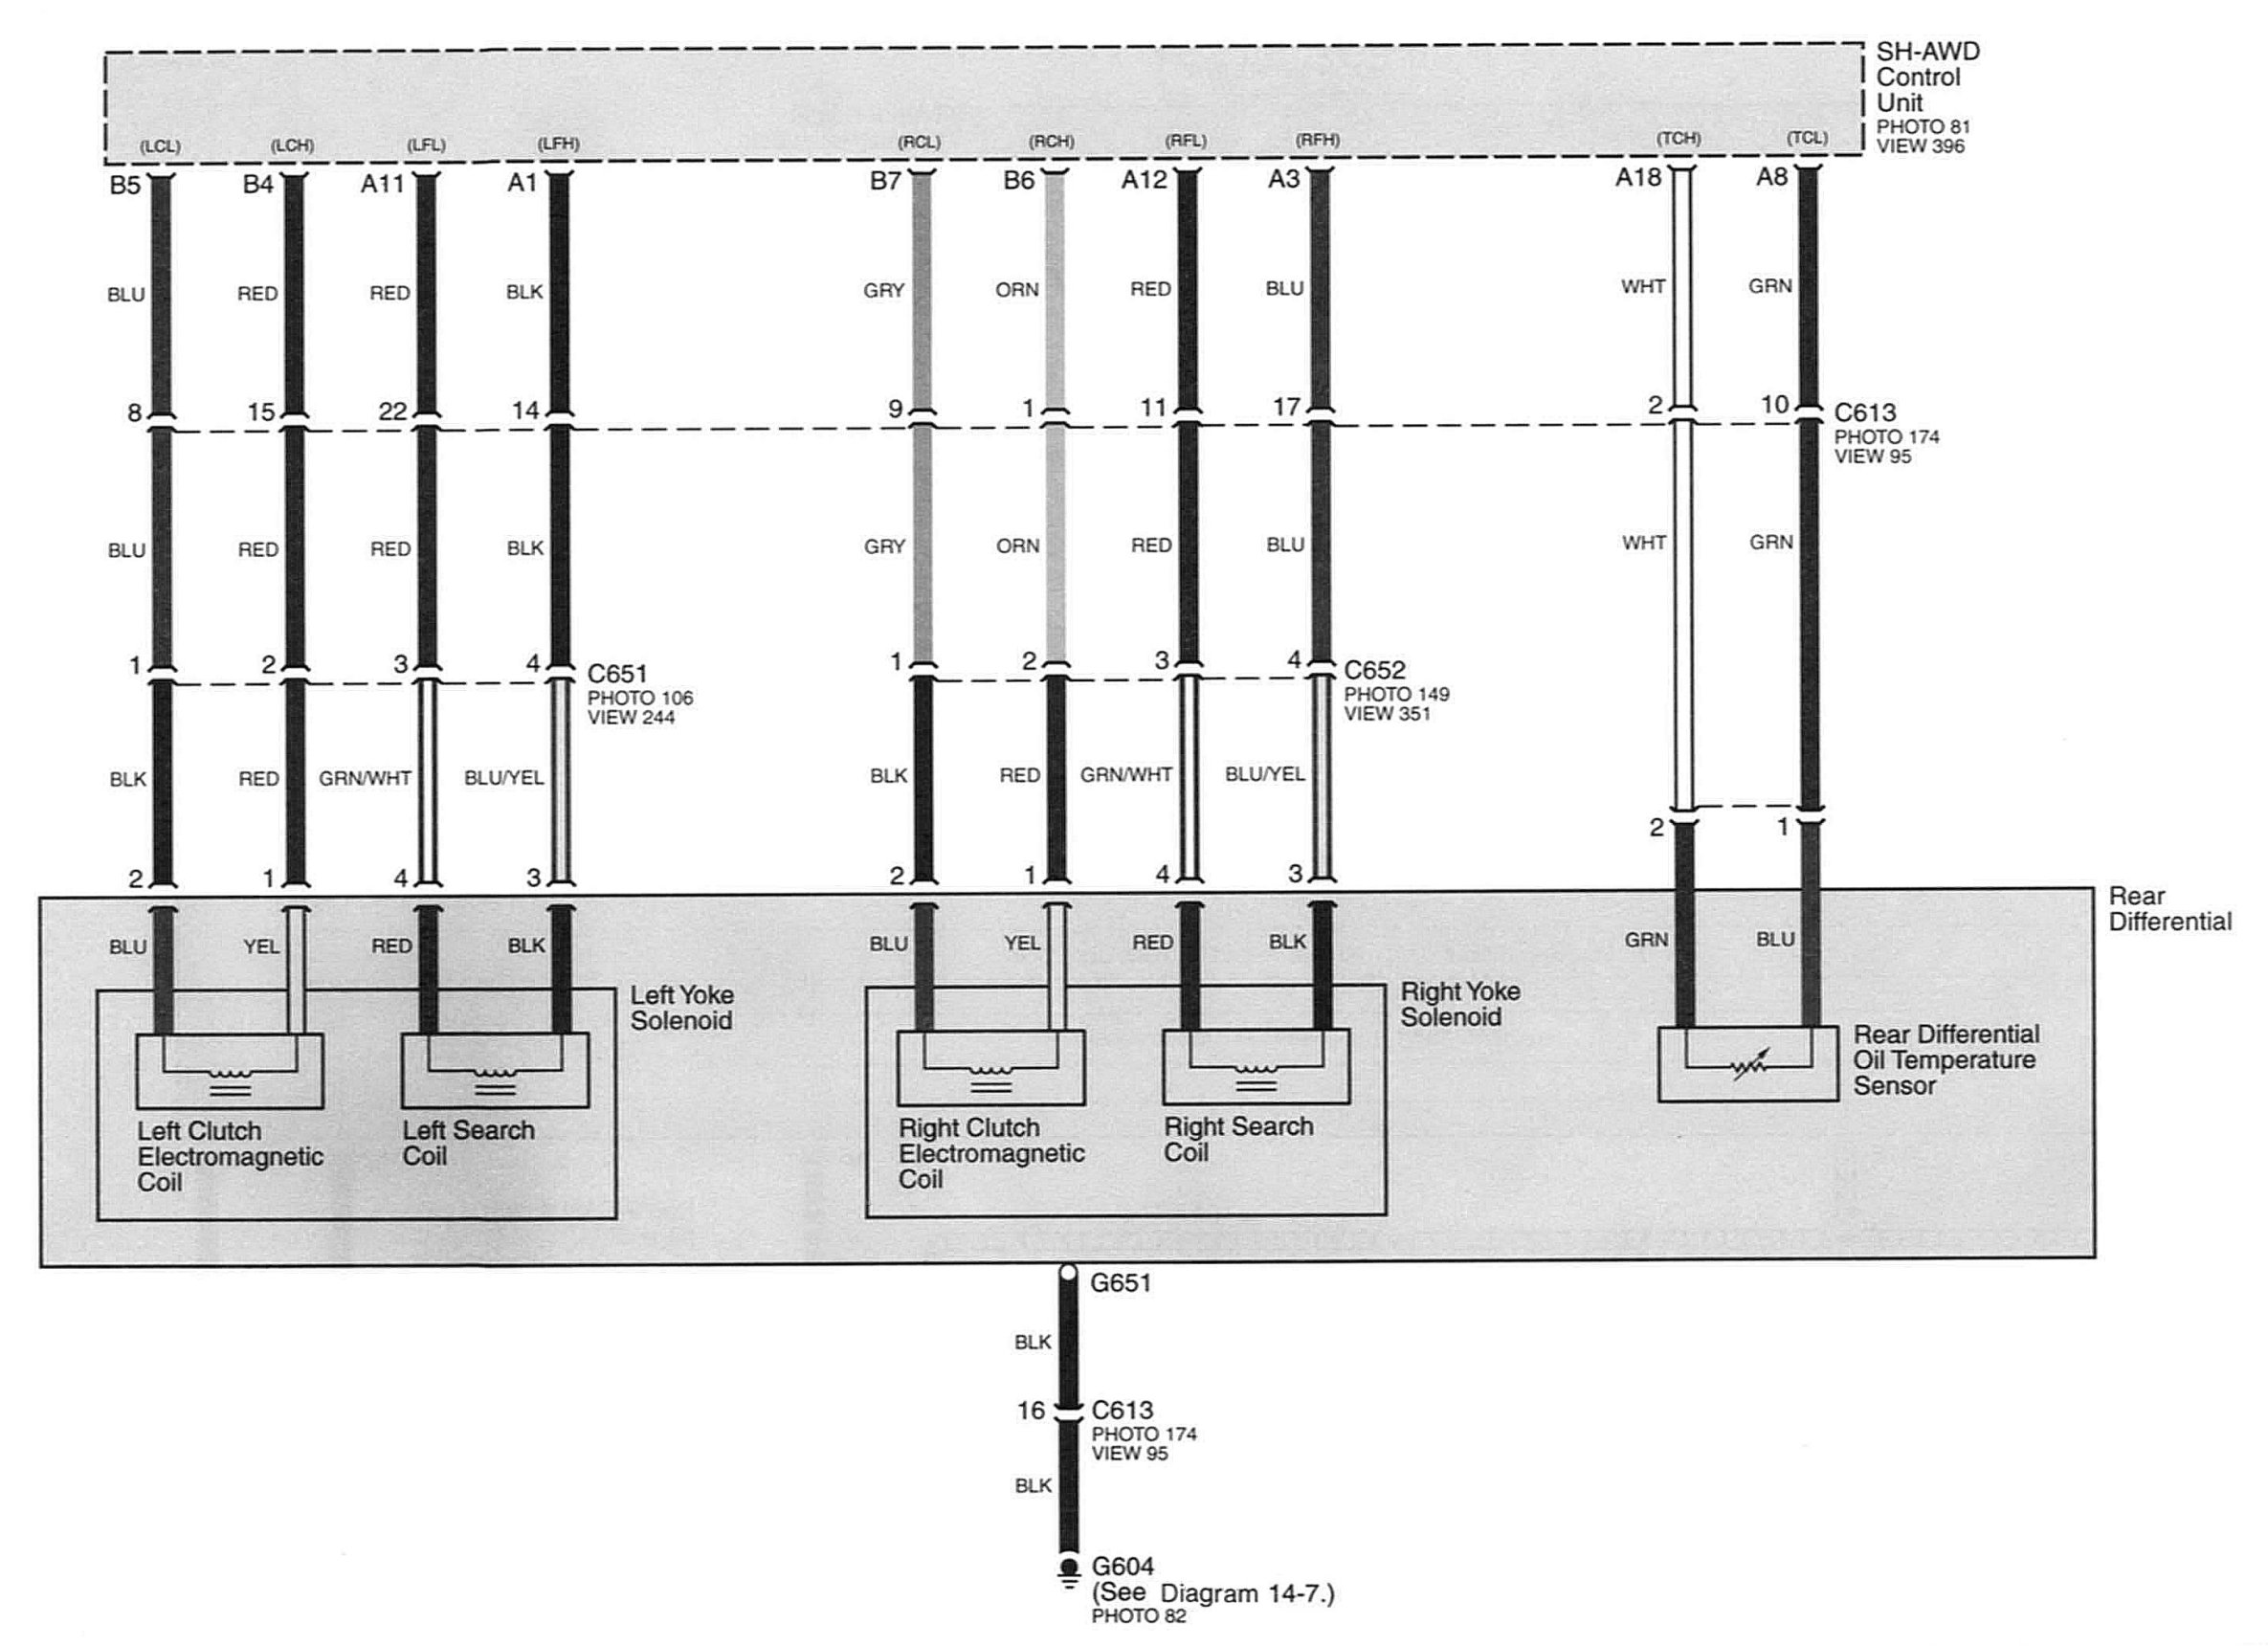 SH-AWD
Control
Unit
PHOTO 81
VIEW 396
(LCL) (LCH) (LFL) (LFH) (RCL) (RCH) (RFL) (RFH) (TCH) (TCL)
B5 B4 A11 A1 B7 B6 A12 A3 A18 A8
BLU RED RED BLK GRY ORN RED BLU WHT GRN
8 15 22 14 9 1 11 17 2 10
C613
PHOTO 174
VIEW 95
BLU RED RED BLK GRY ORN RED BLU WHT GRN
1 2 3 4 C651
PHOTO 106
VIEW 244
1 2 3 4 C652
PHOTO 149
VIEW 351
BLK RED GRN/WHT BLU/YEL BLK RED GRN/WHT BLU/YEL
2 1
2 1 4 3 2 1 4 3
Rear
Differential
BLU YEL RED BLK BLU YEL RED BLK GRN BLU
Left Yoke
Solenoid
Right Yoke
Solenoid
Rear Differential
Oil Temperature
Sensor
Left Clutch
Electromagnetic
Coil
Left Search
Coil
Right Clutch
Electromagnetic
Coil
Right Search
Coil
G651
BLK
16 C613
PHOTO 174
VIEW 95
BLK
G604
(See Diagram 14-7.)
PHOTO 82